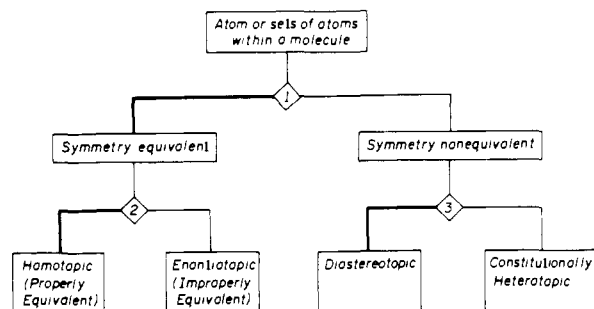 Atom or sets of atoms
within a molecule
1
Symmetry equivalent
Symmetry nonequivalent
2
3
Homotopic
(Properly
Equivalent)
Enantiotopic
(Improperly
Equivalent)
Diastereotopic
Constitutionally
Heterotopic